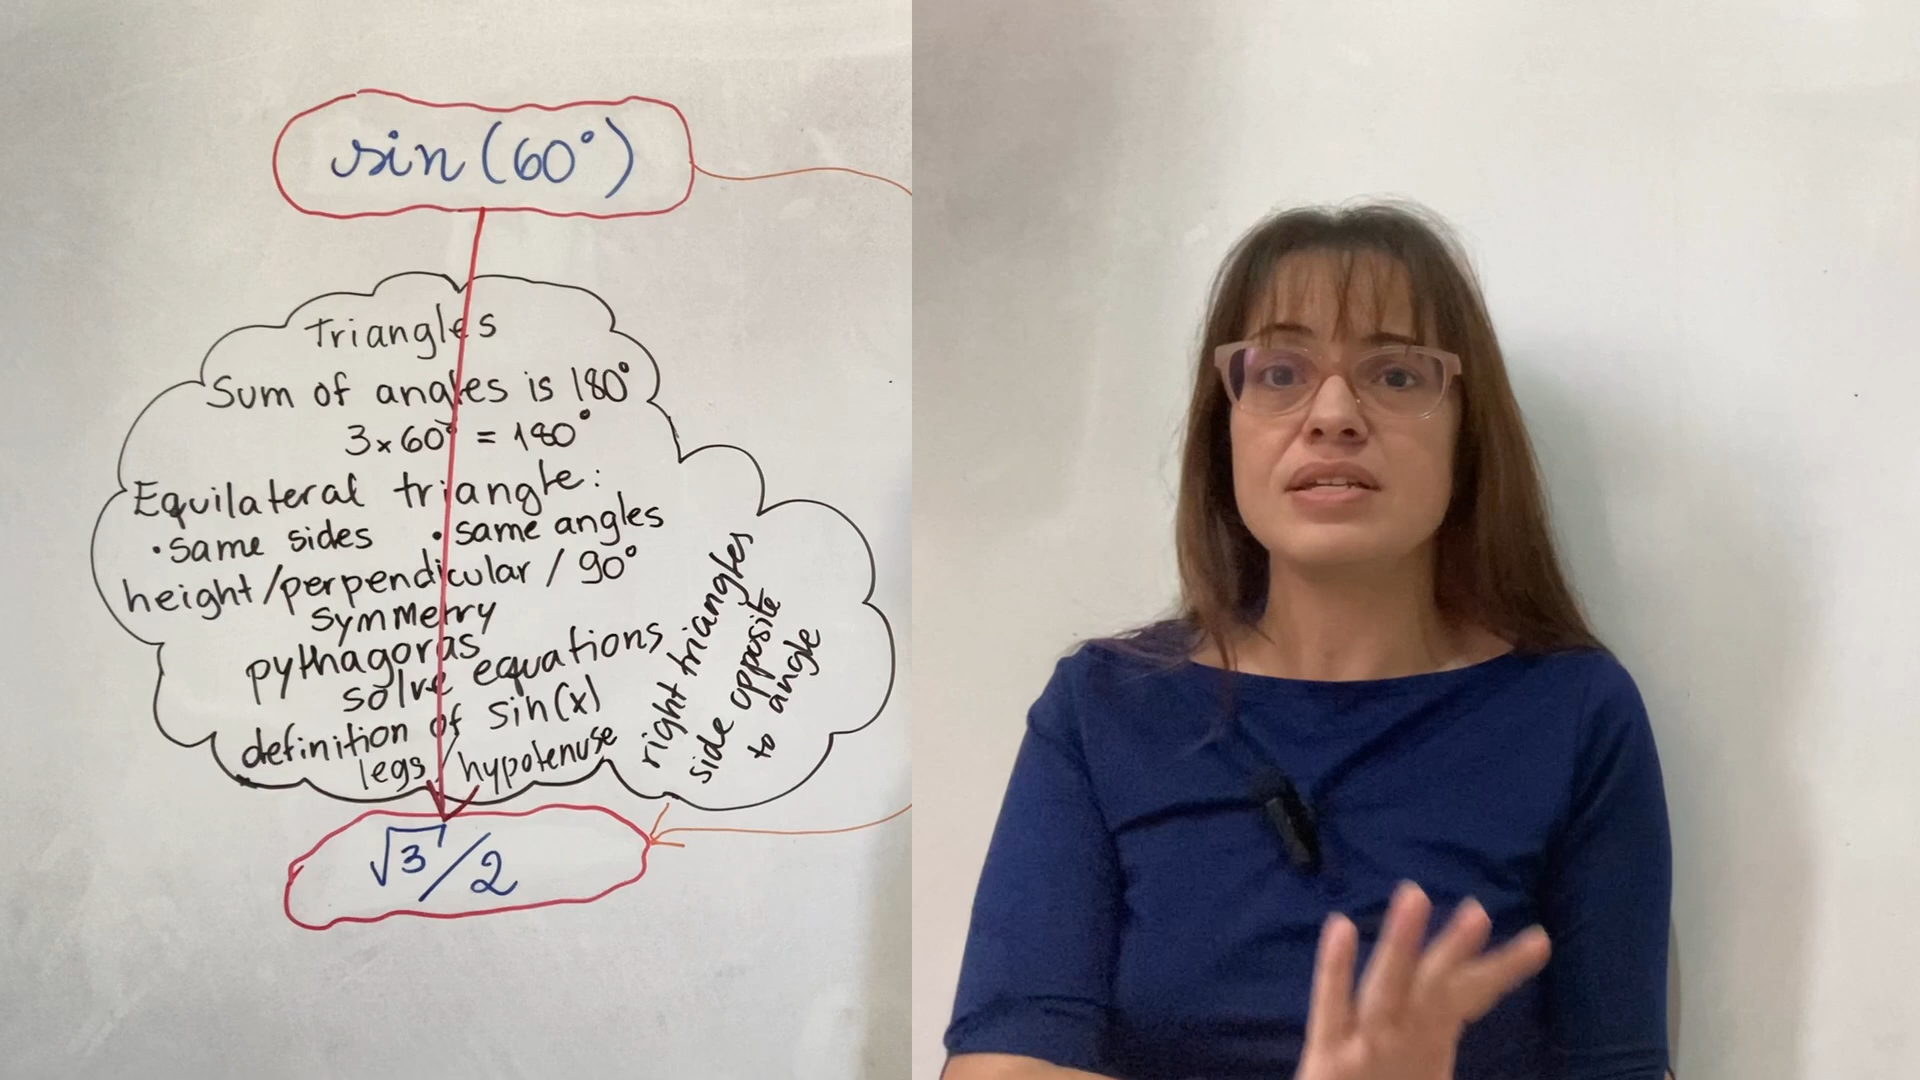 sin(60°)
Triangles
Sum of angles is 180°
3×60° = 180°
Equilateral triangle:
• same sides • same angles
height/perpendicular/90°
symmetry
pythagoras
solve equations
definition of sin(x)
legs/hypotenuse
right triangles
side opposite
to angle
√3/2